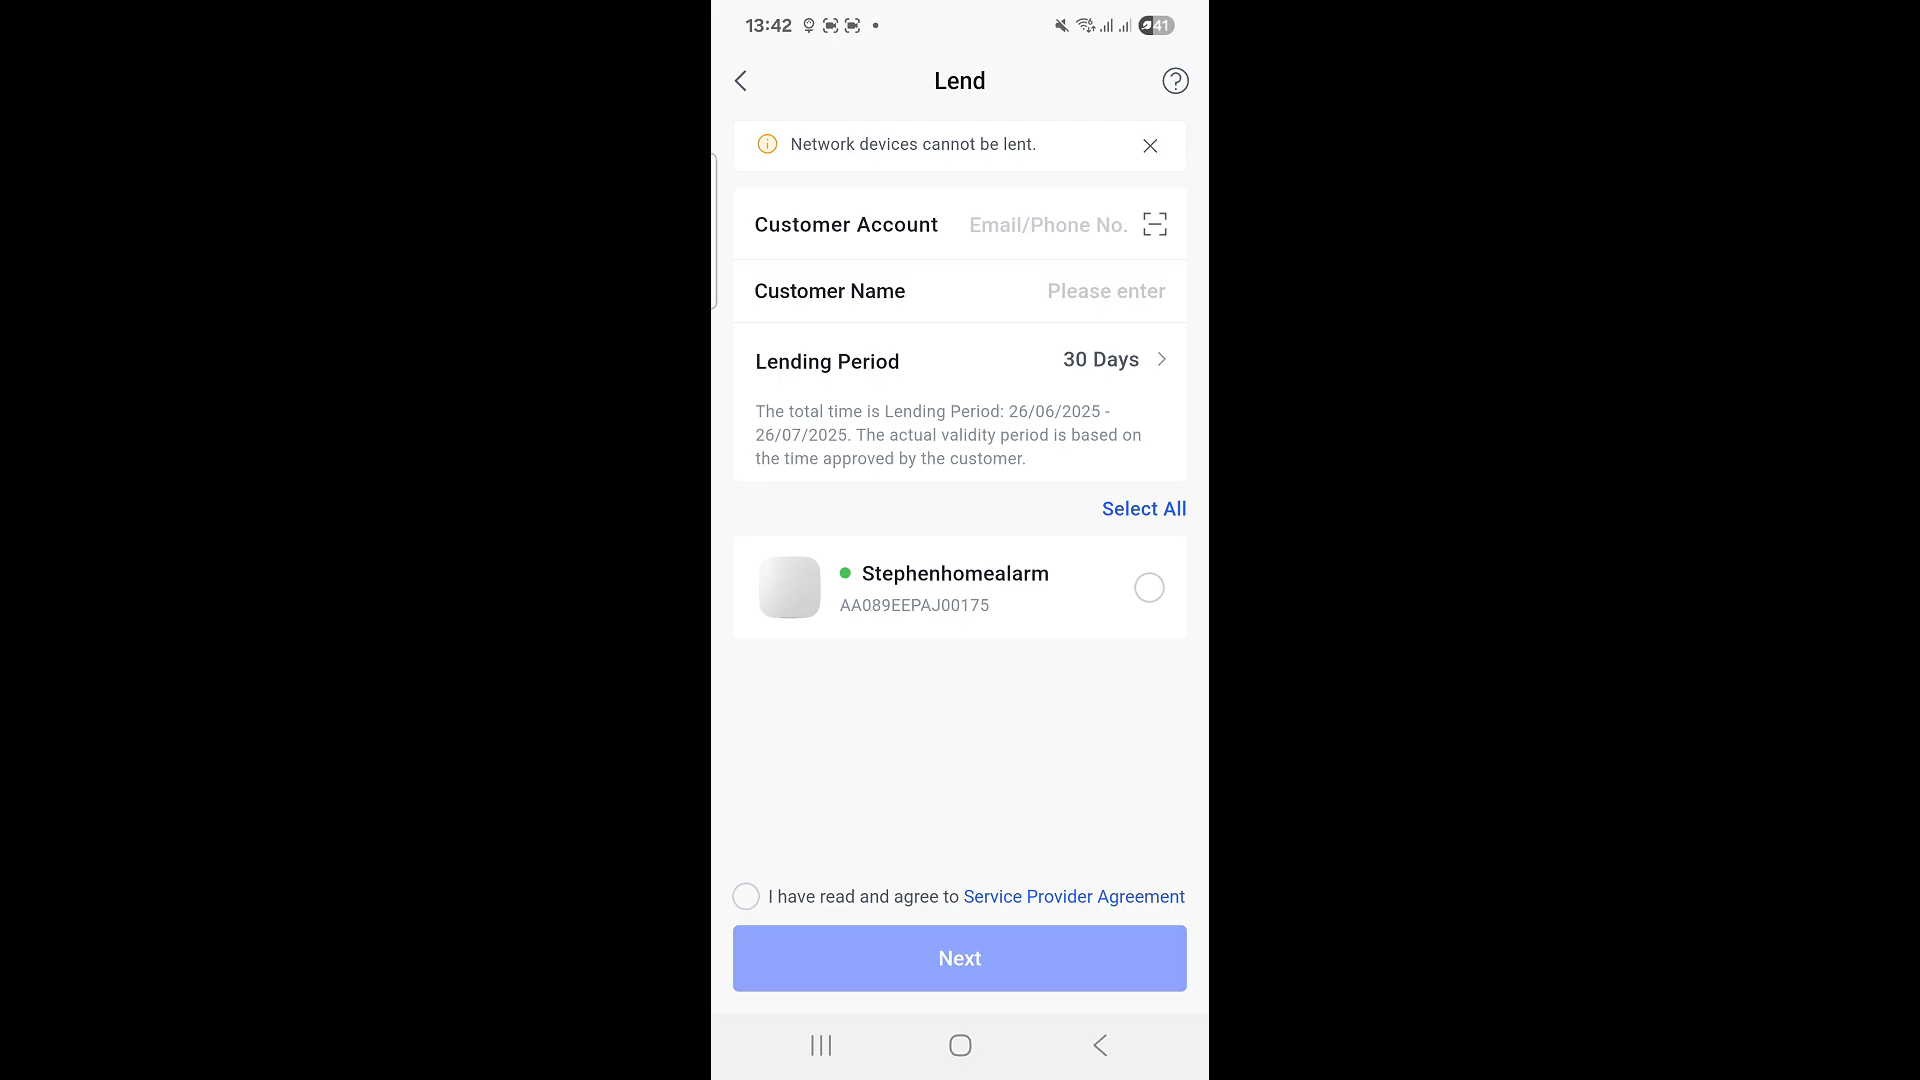 13:42
41
Lend
Network devices cannot be lent.
Customer Account Email/Phone No.
Customer Name Please enter
Lending Period 30 Days
The total time is Lending Period: 26/06/2025 -
26/07/2025. The actual validity period is based on
the time approved by the customer.
Select All
Stephenhomealarm
AA089EEPAJ00175
I have read and agree to Service Provider Agreement
Next